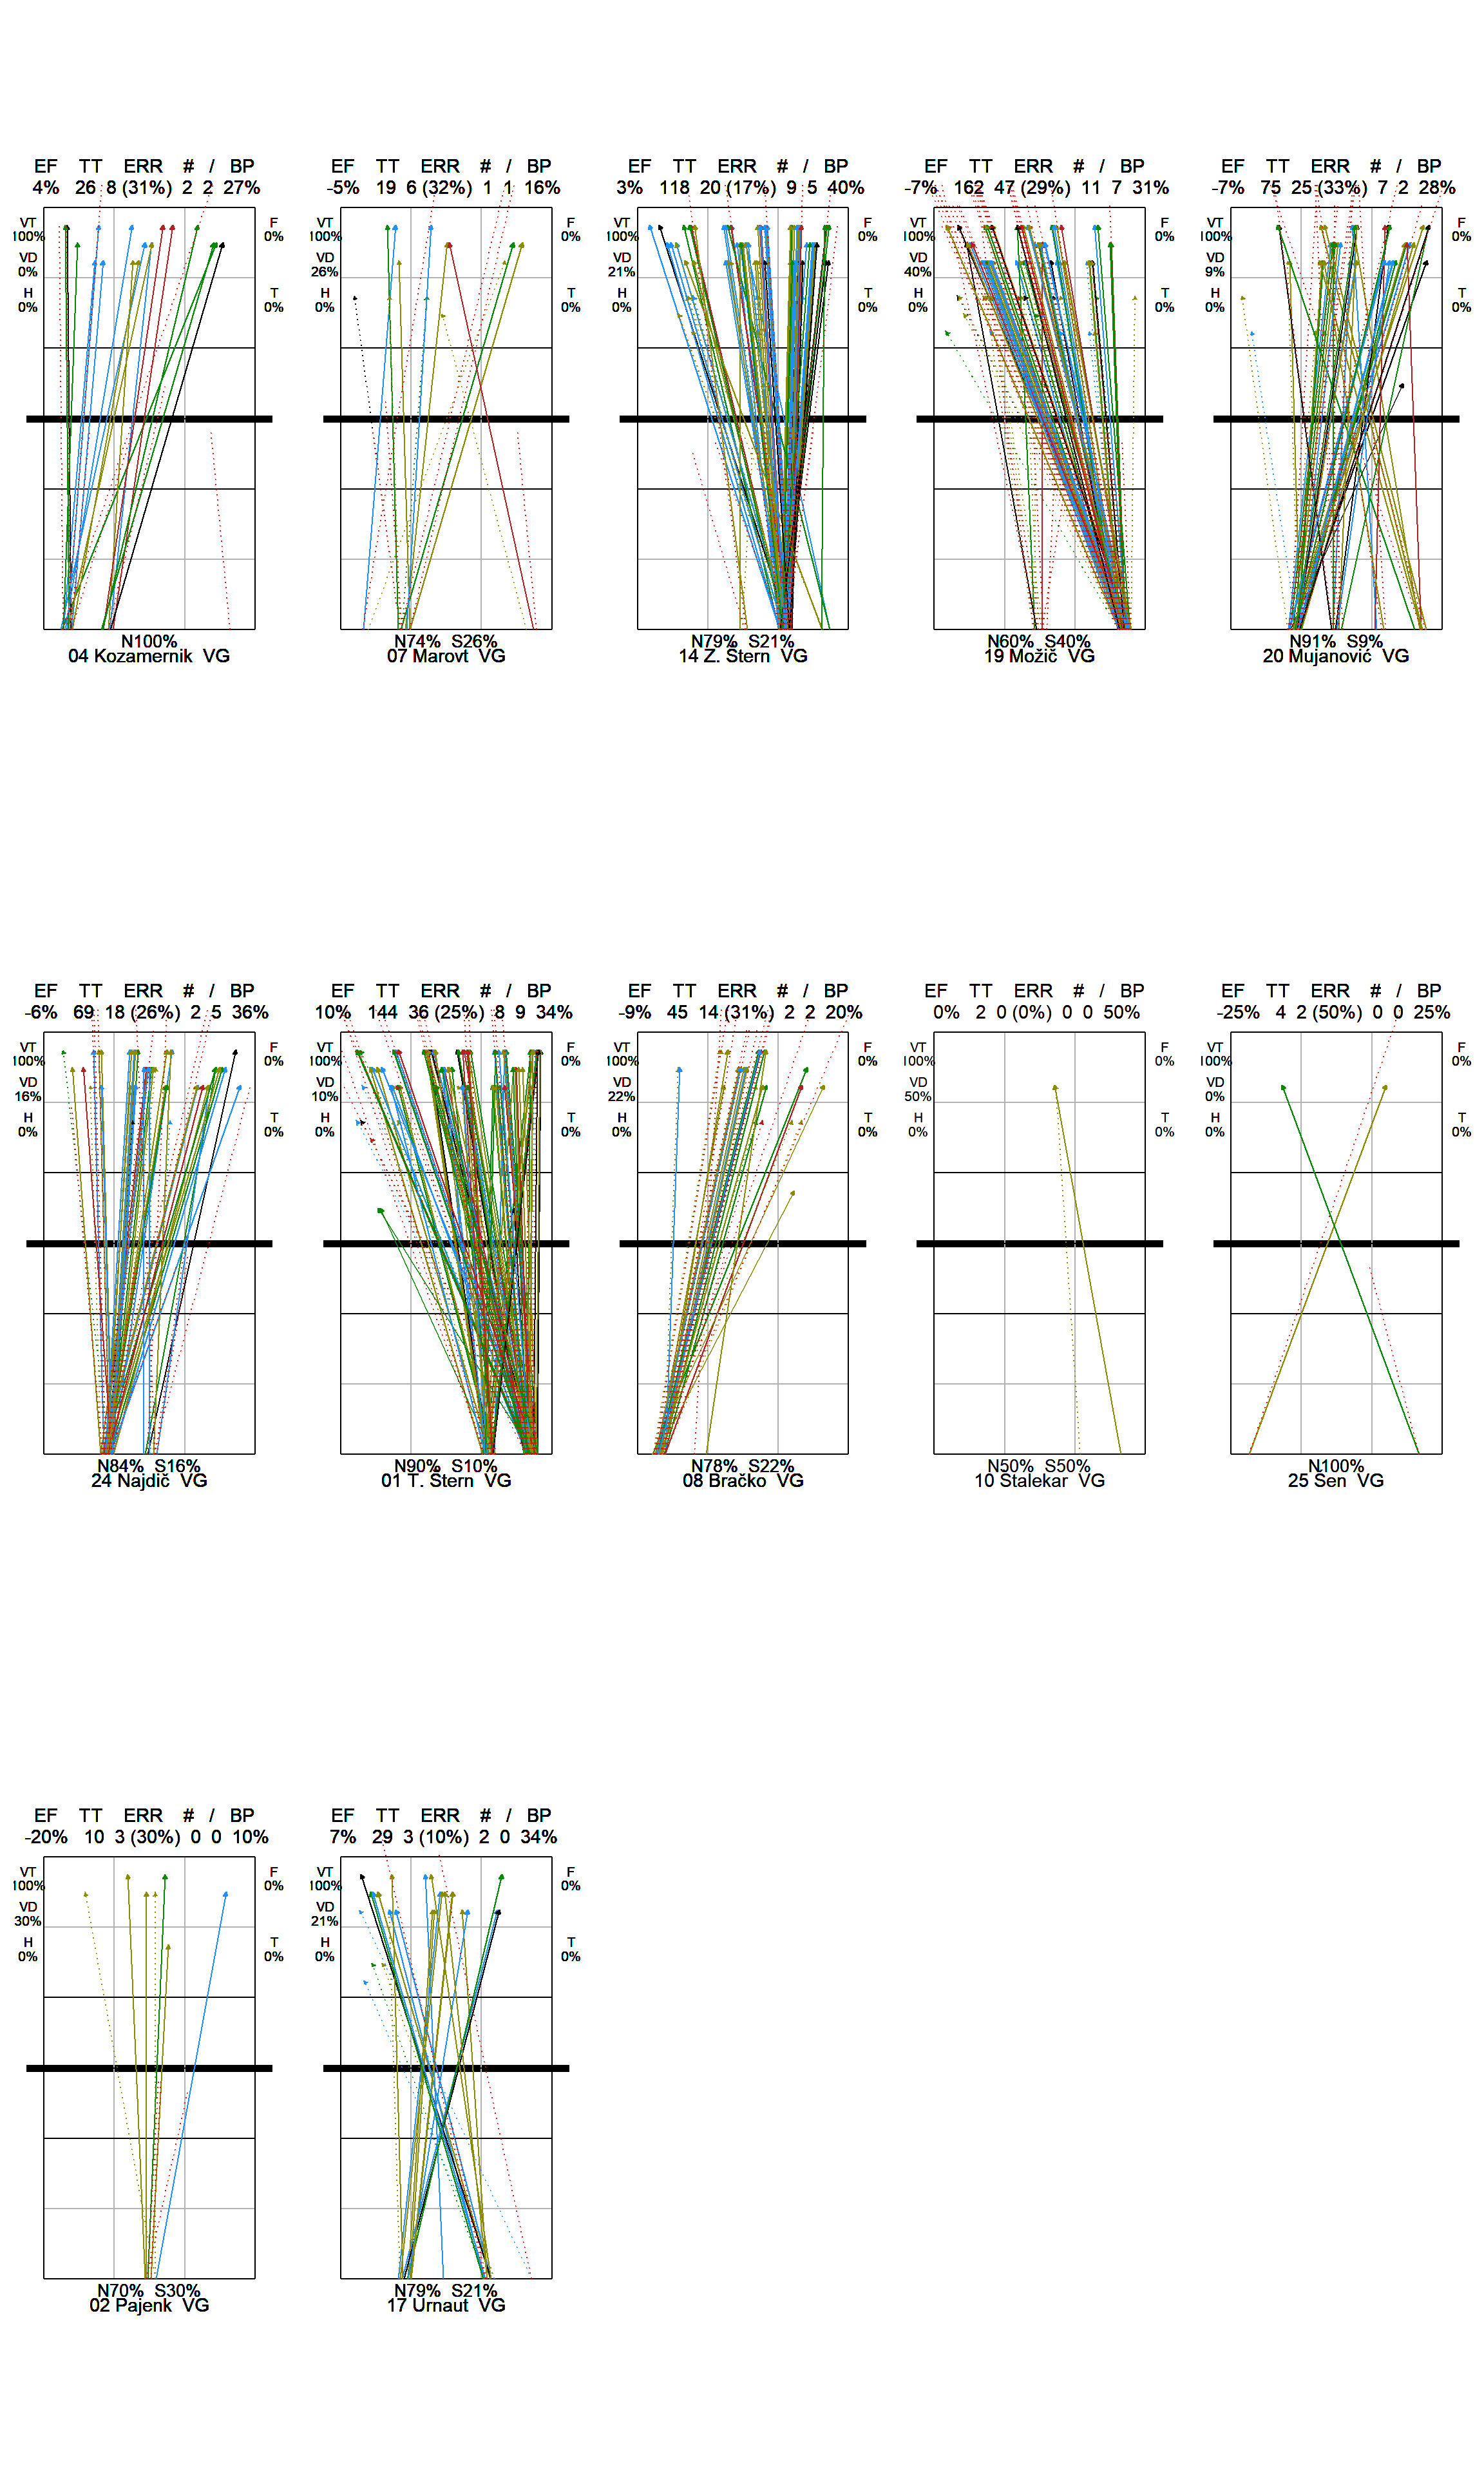 EF TT ERR # / BP
4% 26 8 (31%) 2 2 27%
VT
100%
VD
0%
H
0%
F
0%
T
0%
N100%
04 Kozamernik VG
EF TT ERR # / BP
-5% 19 6 (32%) 1 1 16%
VT
100%
VD
26%
H
0%
F
0%
T
0%
N74% S26%
07 Marovt VG
EF TT ERR # / BP
3% 118 20 (17%) 9 5 40%
VT
100%
VD
21%
H
0%
F
0%
T
0%
N79% S21%
14 Z. Štern VG
EF TT ERR # / BP
-7% 162 47 (29%) 11 7 31%
VT
100%
VD
40%
H
0%
F
0%
T
0%
N60% S40%
19 Možič VG
EF TT ERR # / BP
-7% 75 25 (33%) 7 2 28%
VT
100%
VD
9%
H
0%
F
0%
T
0%
N91% S9%
20 Mujanović VG
EF TT ERR # / BP
-6% 69 18 (26%) 2 5 36%
VT
100%
VD
16%
H
0%
F
0%
T
0%
N84% S16%
24 Najdič VG
EF TT ERR # / BP
10% 144 36 (25%) 8 9 34%
VT
100%
VD
10%
H
0%
F
0%
T
0%
N90% S10%
01 T. Štern VG
EF TT ERR # / BP
-9% 45 14 (31%) 2 2 20%
VT
100%
VD
22%
H
0%
F
0%
T
0%
N78% S22%
08 Bračko VG
EF TT ERR # / BP
0% 2 0 (0%) 0 0 50%
VT
100%
VD
50%
H
0%
F
0%
T
0%
N50% S50%
10 Stalekar VG
EF TT ERR # / BP
-25% 4 2 (50%) 0 0 25%
VT
100%
VD
0%
H
0%
F
0%
T
0%
N100%
25 Šen VG
EF TT ERR # / BP
-20% 10 3 (30%) 0 0 10%
VT
100%
VD
30%
H
0%
F
0%
T
0%
N70% S30%
02 Pajenk VG
EF TT ERR # / BP
7% 29 3 (10%) 2 0 34%
VT
100%
VD
21%
H
0%
F
0%
T
0%
N79% S21%
17 Urnaut VG